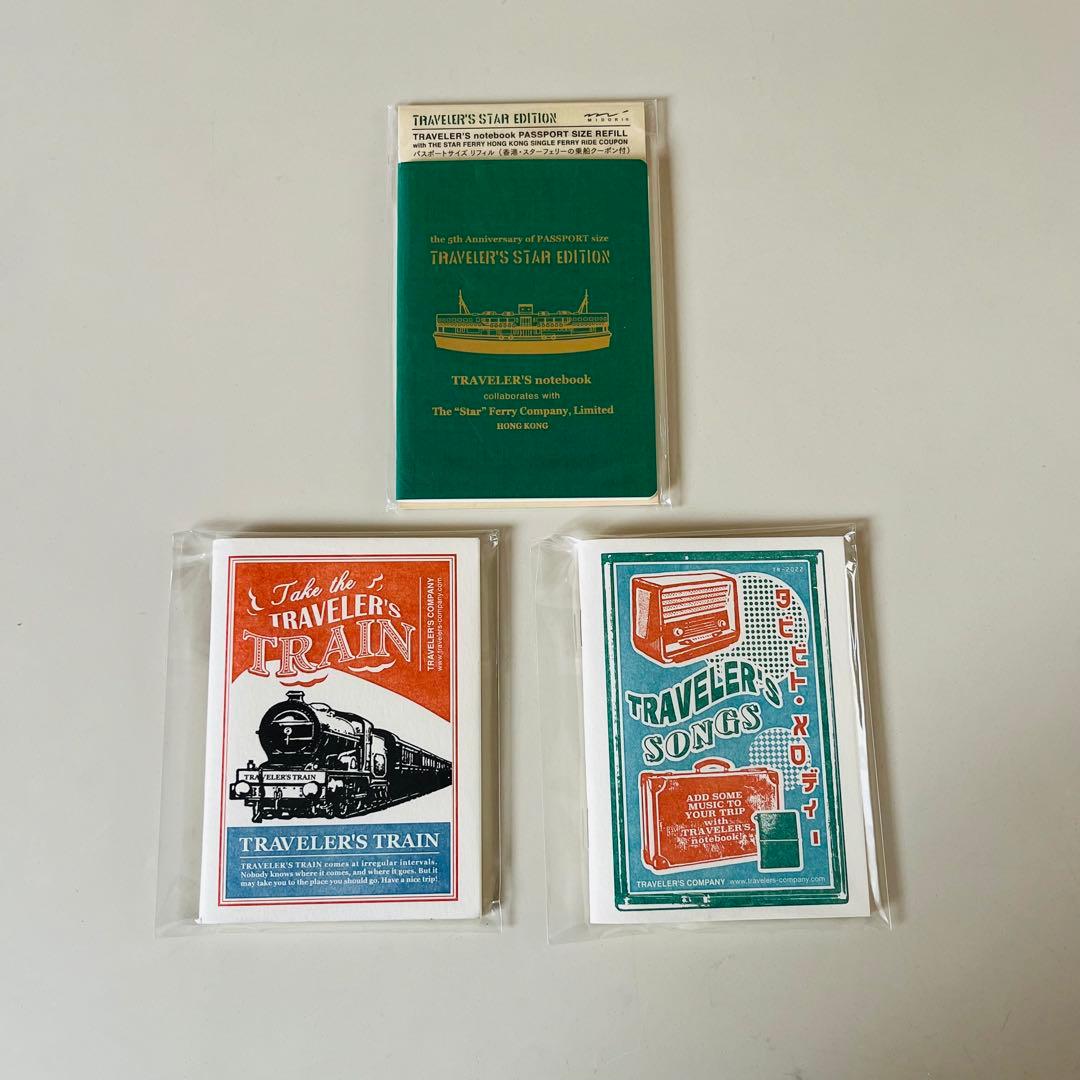 TRAVELER'S STAR EDITION
MIDORI
TRAVELER'S notebook PASSPORT SIZE REFILL
with THE STAR FERRY HONG KONG SINGLE FERRY RIDE COUPON
パスポートサイズ リフィル（香港・スターフェリーの乗船クーポン付）
the 5th Anniversary of PASSPORT size
TRAVELER'S STAR EDITION
TRAVELER'S notebook
collaborates with
The “Star” Ferry Company, Limited
HONG KONG
Take the
TRAVELER'S
TRAIN
TRAVELER'S COMPANY
www.travelers-company.com
TRAVELER'S TRAIN
TRAVELER'S TRAIN
TRAVELER'S TRAIN comes at irregular intervals.
Nobody knows where it comes, and where it goes. But it
may take you to the place you should go. Have a nice trip!
TR-2022
タビビト・メロディー
TRAVELER'S
SONGS
ADD SOME
MUSIC TO
YOUR TRIP
with
TRAVELER'S
notebook!
TRAVELER'S COMPANY www.travelers-company.com